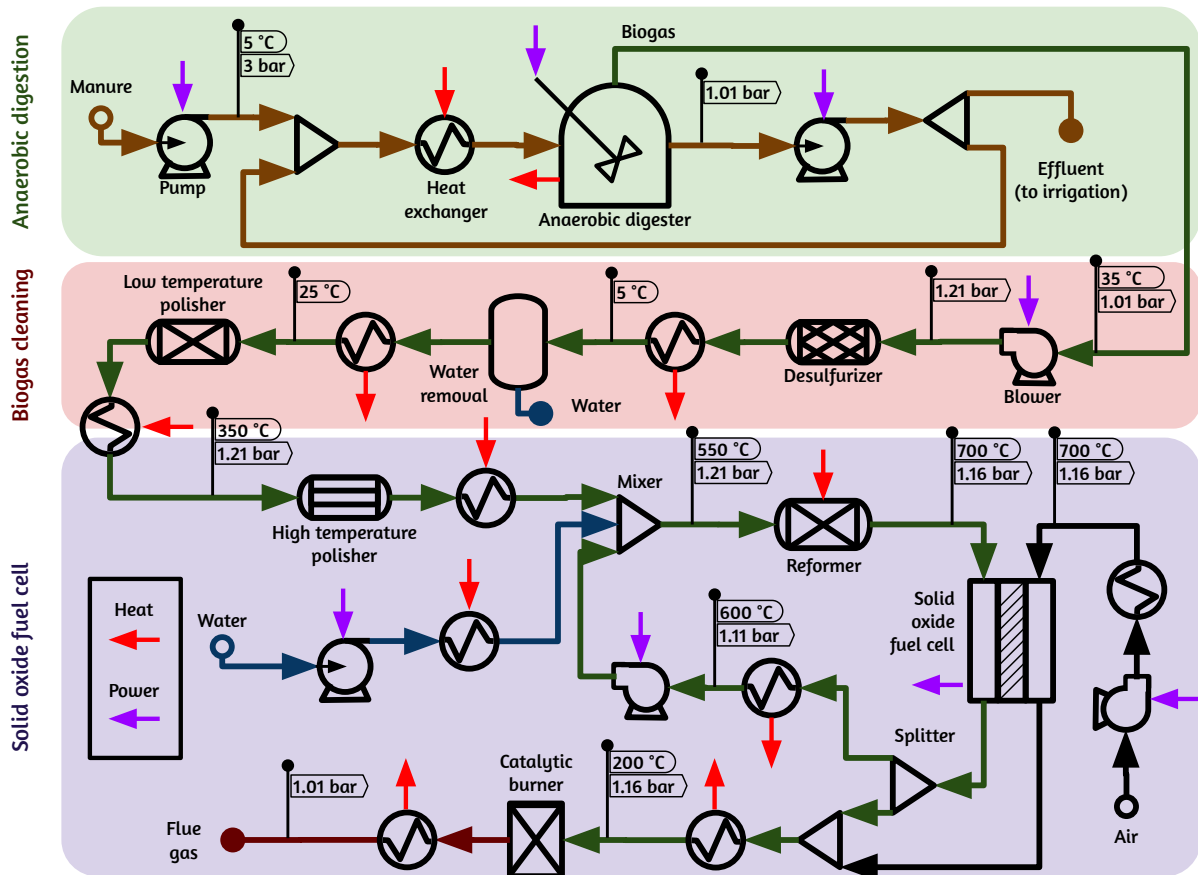 Anaerobic digestion
Biogas
5 °C
3 bar
Manure
1.01 bar
Pump
Heat
exchanger
Anaerobic digester
Effluent
(to irrigation)
Biogas cleaning
Low temperature
polisher
25 °C
5 °C
1.21 bar
35 °C
1.01 bar
Water
removal
Water
Desulfurizer
Blower
Solid oxide fuel cell
350 °C
1.21 bar
550 °C
1.21 bar
700 °C
1.16 bar
700 °C
1.16 bar
Mixer
High temperature
polisher
Reformer
Heat
Power
Water
600 °C
1.11 bar
Solid
oxide
fuel cell
Splitter
Catalytic
burner
200 °C
1.16 bar
1.01 bar
Flue
gas
Air